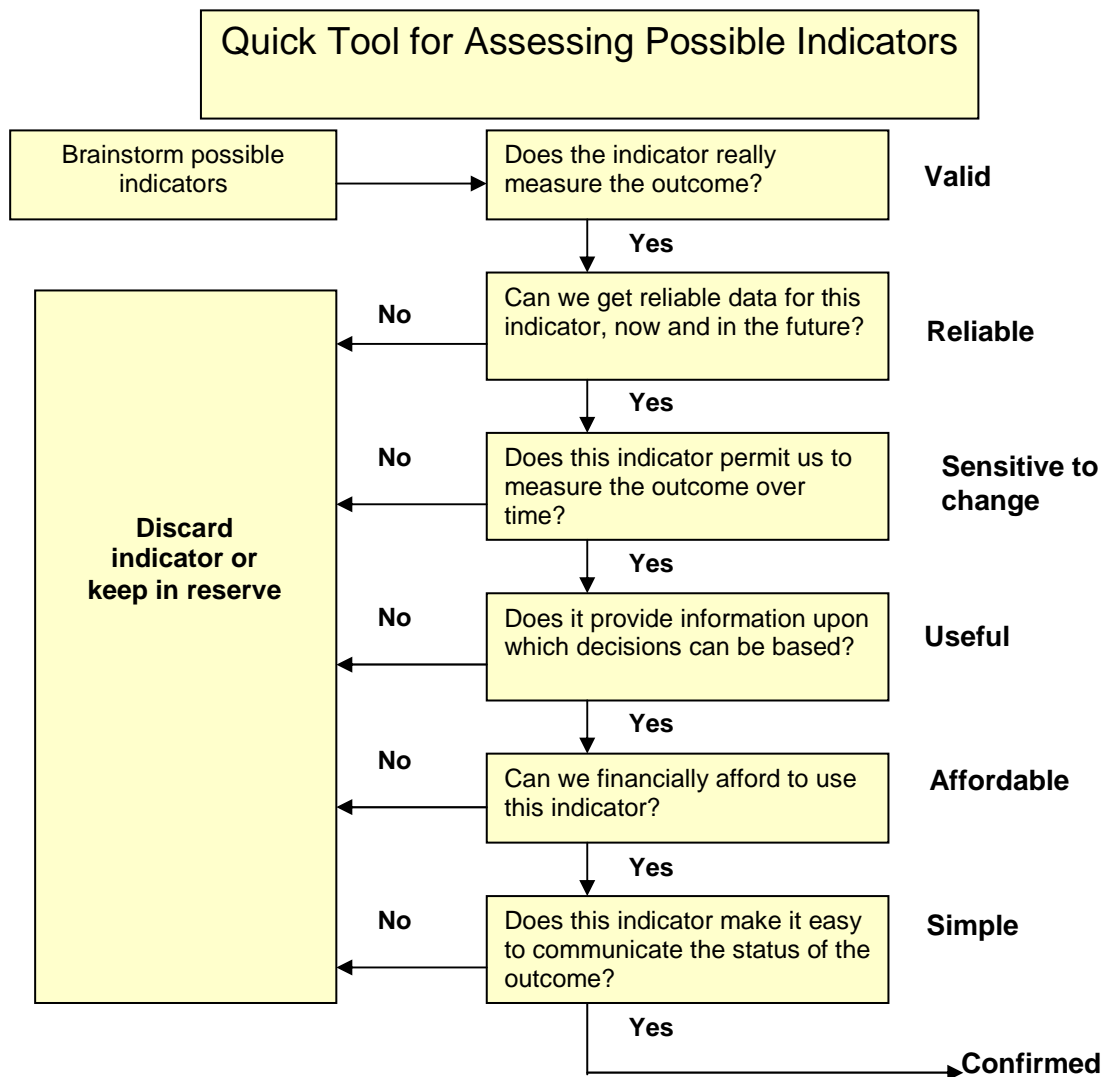 Quick Tool for Assessing Possible Indicators
Brainstorm possible
indicators
Does the indicator really
measure the outcome?
Valid
Yes
Can we get reliable data for this
indicator, now and in the future?
No
Reliable
Yes
Does this indicator permit us to
measure the outcome over
time?
No
Sensitive to
change
Discard
indicator or
keep in reserve
Yes
Does it provide information upon
which decisions can be based?
No
Useful
Yes
Can we financially afford to use
this indicator?
No
Affordable
Yes
Does this indicator make it easy
to communicate the status of the
outcome?
No
Simple
Yes
Confirmed